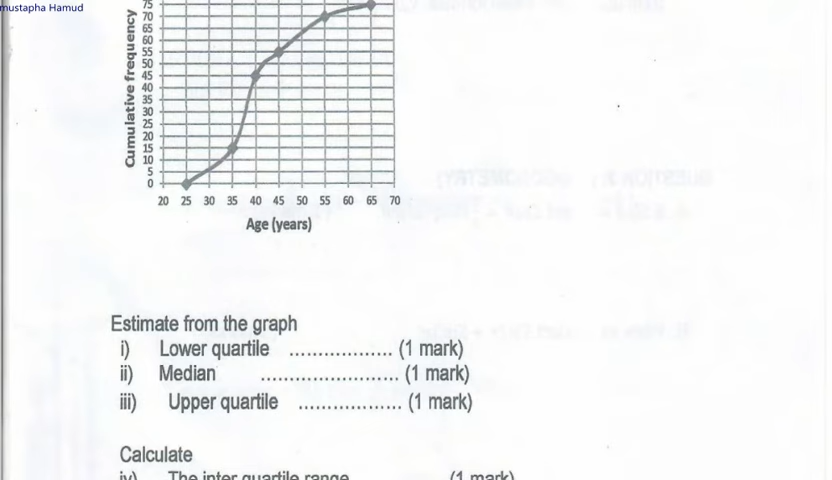 mustapha Hamud
Cumulative frequency
75
70
65
60
55
50
45
40
35
30
25
20
15
10
5
0
20 25 30 35 40 45 50 55 60 65 70
Age (years)
Estimate from the graph
i) Lower quartile .................. (1 mark)
ii) Median ........................ (1 mark)
iii) Upper quartile .................. (1 mark)
Calculate
iv) The inter quartile range (1 mark)